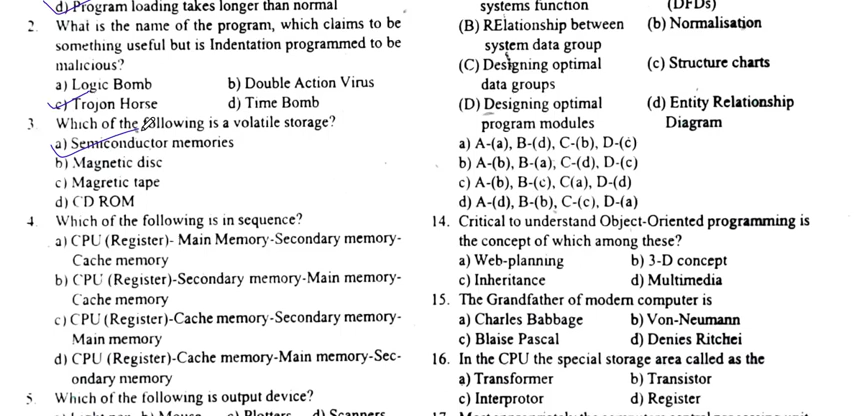 d) Program loading takes longer than normal
2. What is the name of the program, which claims to be
something useful but is Indentation programmed to be
malicious?
a) Logic Bomb b) Double Action Virus
c) Trojon Horse d) Time Bomb
3. Which of the following is a volatile storage?
a) Semiconductor memories
b) Magnetic disc
c) Magretic tape
d) CD ROM
4. Which of the following is in sequence?
a) CPU (Register)- Main Memory-Secondary memory-
Cache memory
b) CPU (Register)-Secondary memory-Main memory-
Cache memory
c) CPU (Register)-Cache memory-Secondary memory-
Main memory
d) CPU (Register)-Cache memory-Main memory-Sec-
ondary memory
5. Which of the following is output device?
b) Mouse c) Plotters d) Scanners
systems function (DFDs)
(B) RElationship between (b) Normalisation
system data group
(C) Designing optimal (c) Structure charts
data groups
(D) Designing optimal (d) Entity Relationship
program modules Diagram
a) A-(a), B-(d), C-(b), D-(c)
b) A-(b), B-(a), C-(d), D-(c)
c) A-(b), B-(c), C(a), D-(d)
d) A-(d), B-(b), C-(c), D-(a)
14. Critical to understand Object-Oriented programming is
the concept of which among these?
a) Web-planning b) 3-D concept
c) Inheritance d) Multimedia
15. The Grandfather of modern computer is
a) Charles Babbage b) Von-Neumann
c) Blaise Pascal d) Denies Ritchei
16. In the CPU the special storage area called as the
a) Transformer b) Transistor
c) Interprotor d) Register